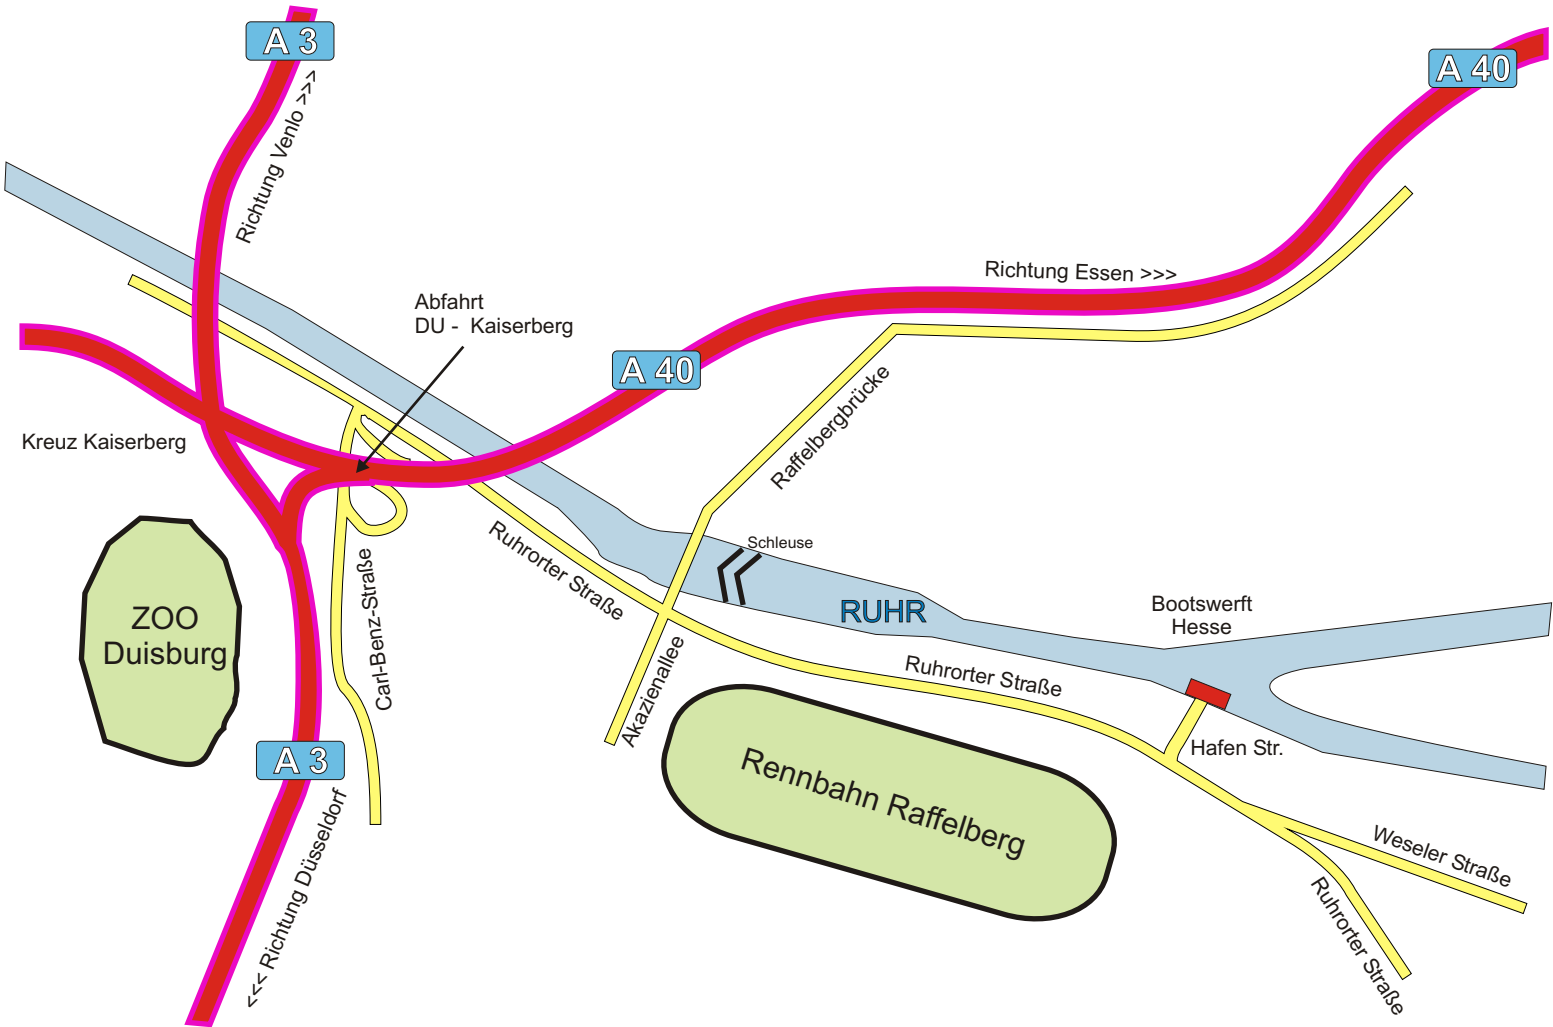 A 3
A 40
Richtung Venlo >>>
Richtung Essen >>>
Abfahrt
DU - Kaiserberg
A 40
Kreuz Kaiserberg
Raffelbergbrücke
Schleuse
Ruhrorter Straße
RUHR
Bootswerft
Hesse
ZOO
Duisburg
Carl-Benz-Straße
Akazienallee
Ruhrorter Straße
Hafen Str.
A 3
Rennbahn Raffelberg
<<< Richtung Düsseldorf
Weseler Straße
Ruhrorter Straße